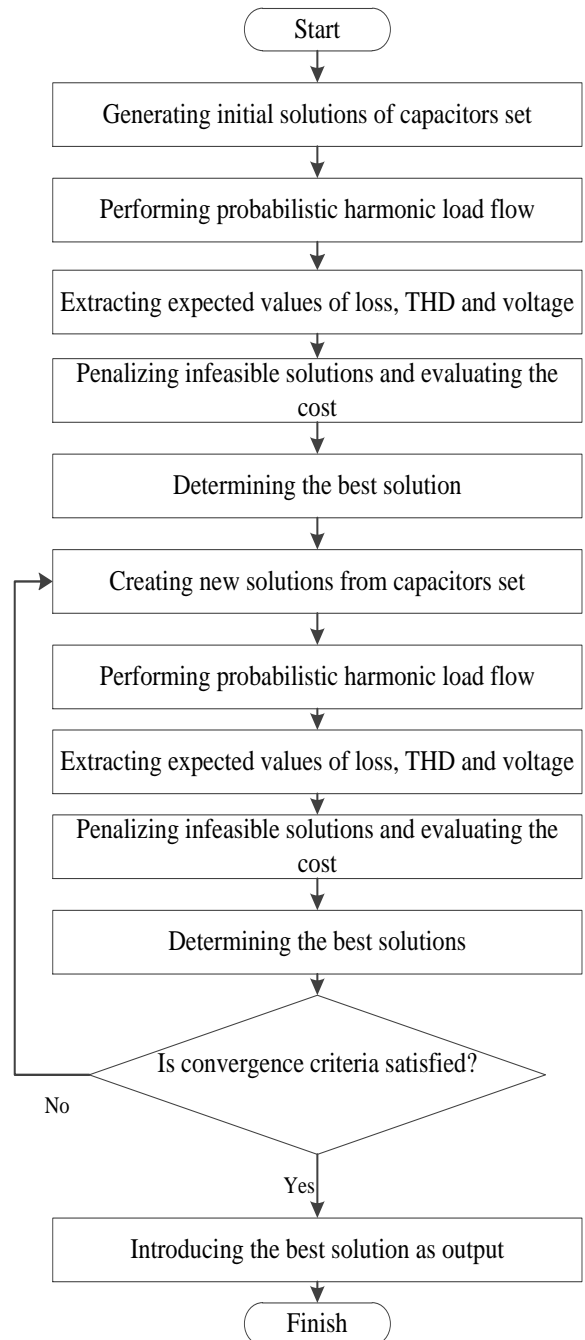 Start
Generating initial solutions of capacitors set
Performing probabilistic harmonic load flow
Extracting expected values of loss, THD and voltage
Penalizing infeasible solutions and evaluating the
cost
Determining the best solution
Creating new solutions from capacitors set
Performing probabilistic harmonic load flow
Extracting expected values of loss, THD and voltage
Penalizing infeasible solutions and evaluating the
cost
Determining the best solutions
Is convergence criteria satisfied?
No
Yes
Introducing the best solution as output
Finish